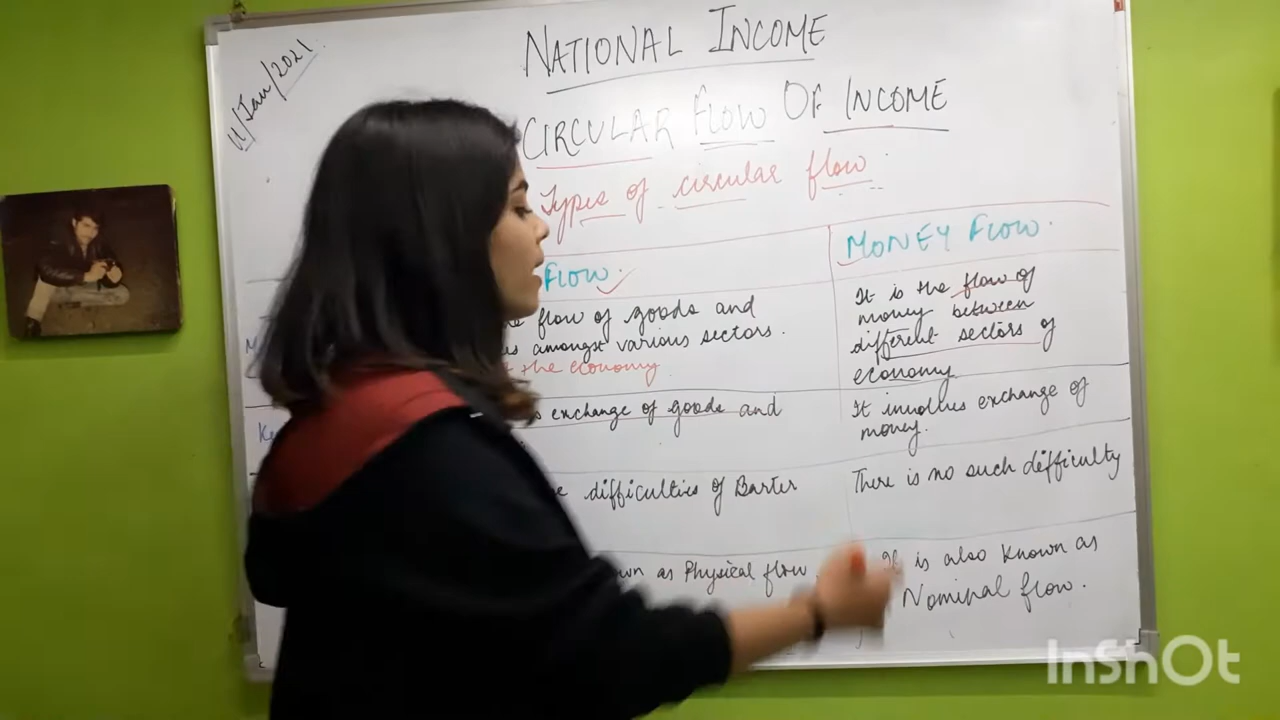 11/Jan/2021.
NATIONAL INCOME
CIRCULAR FLOW OF INCOME
Types of circular flow
FLOW.
flow of goods and
amongst various sectors.
the economy
exchange of goods and
difficulties of Barter
as Physical flow
MONEY FLOW.
It is the flow of
money between
different sectors of
economy
It involves exchange of
money.
There is no such difficulty
It is also known as
Nominal flow.
InShOt